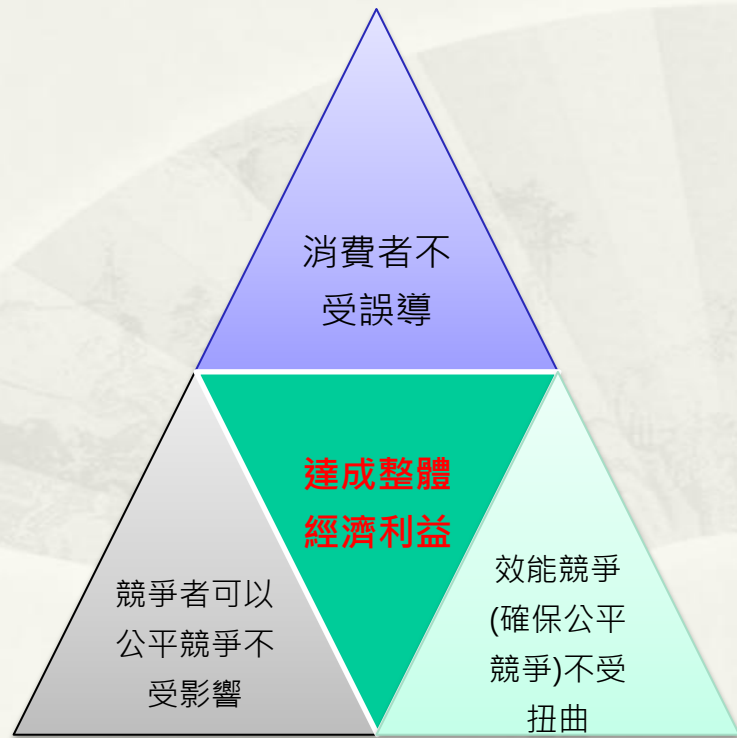 消費者不
受誤導
達成整體
經濟利益
競爭者可以
公平競爭不
受影響
效能競爭
(確保公平
競爭)不受
扭曲